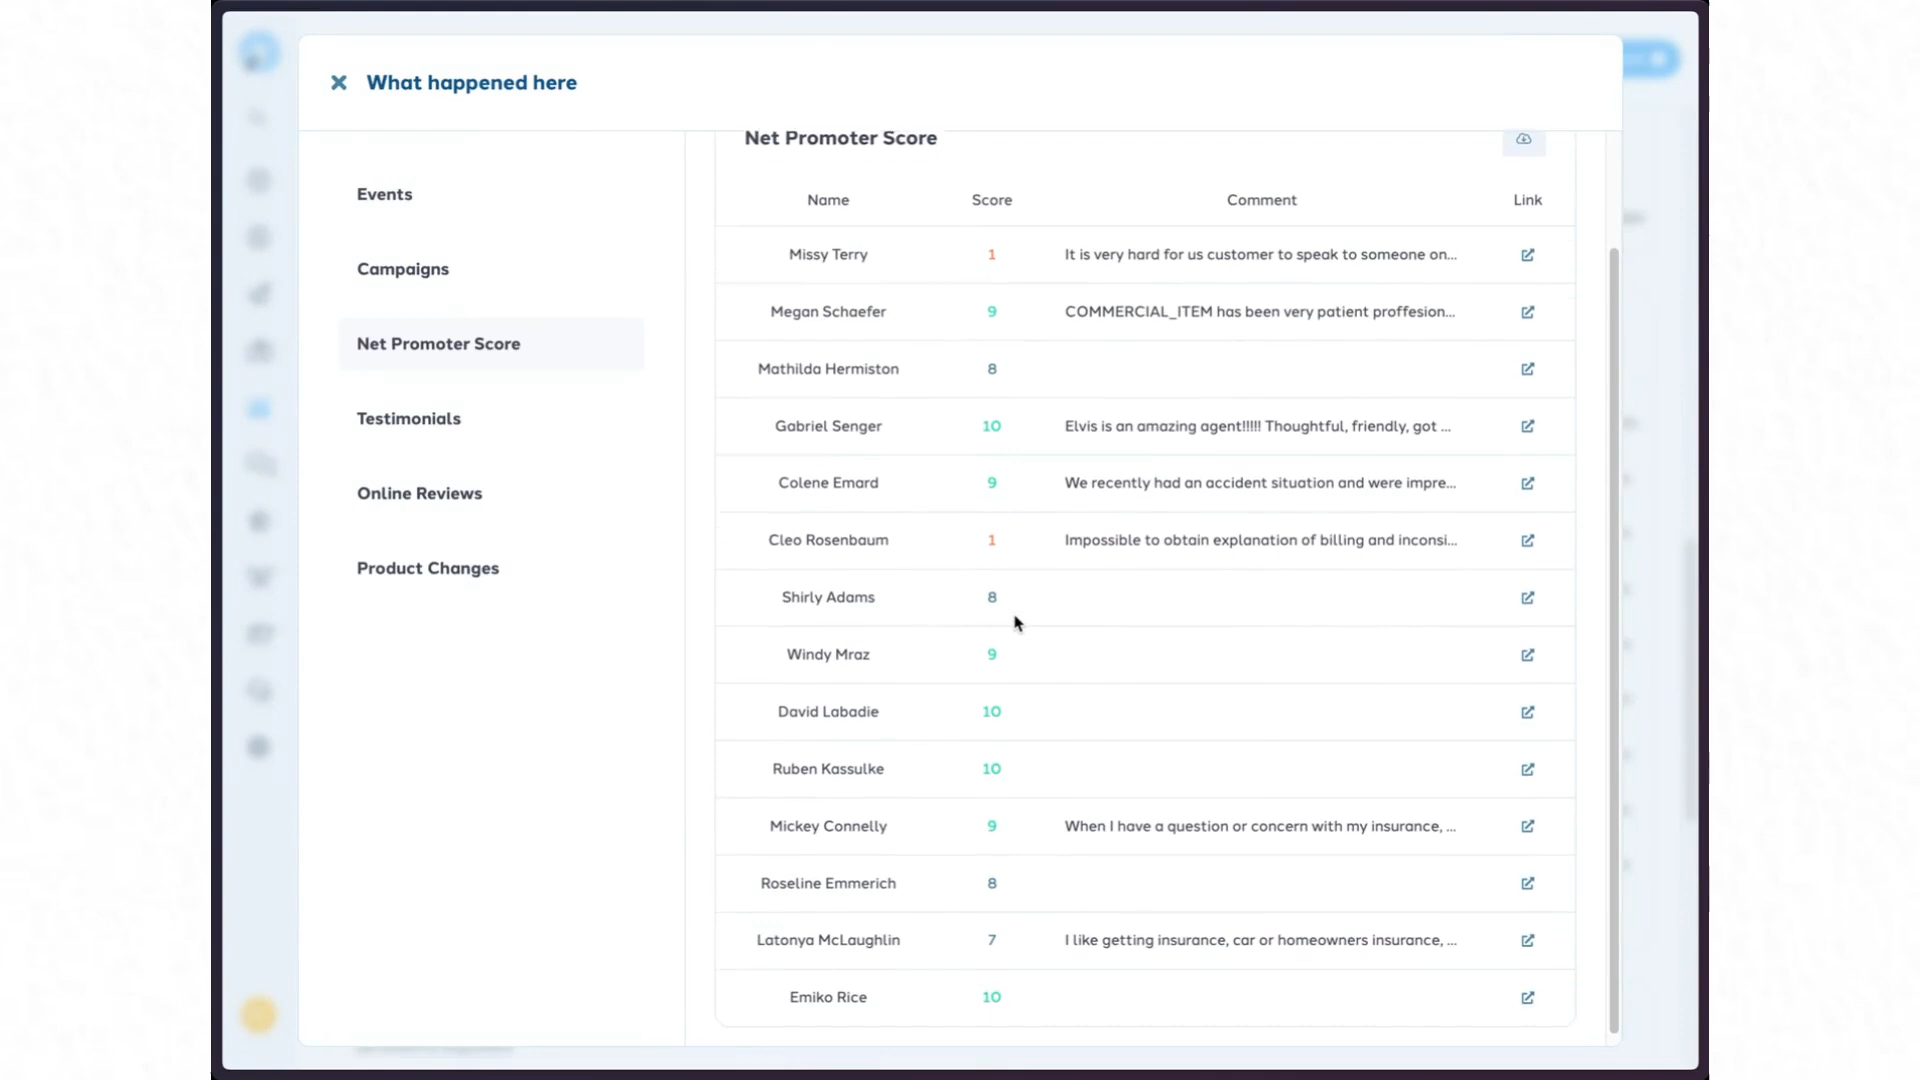 What happened here
Events
Campaigns
Net Promoter Score
Testimonials
Online Reviews
Product Changes
Net Promoter Score
Name Score Comment Link
Missy Terry 1 It is very hard for us customer to speak to someone on...
Megan Schaefer 9 COMMERCIAL_ITEM has been very patient proffesion...
Mathilda Hermiston 8
Gabriel Senger 10 Elvis is an amazing agent!!!!! Thoughtful, friendly, got ...
Colene Emard 9 We recently had an accident situation and were impre...
Cleo Rosenbaum 1 Impossible to obtain explanation of billing and inconsi...
Shirly Adams 8
Windy Mraz 9
David Labadie 10
Ruben Kassulke 10
Mickey Connelly 9 When I have a question or concern with my insurance, ...
Roseline Emmerich 8
Latonya McLaughlin 7 I like getting insurance, car or homeowners insurance, ...
Emiko Rice 10